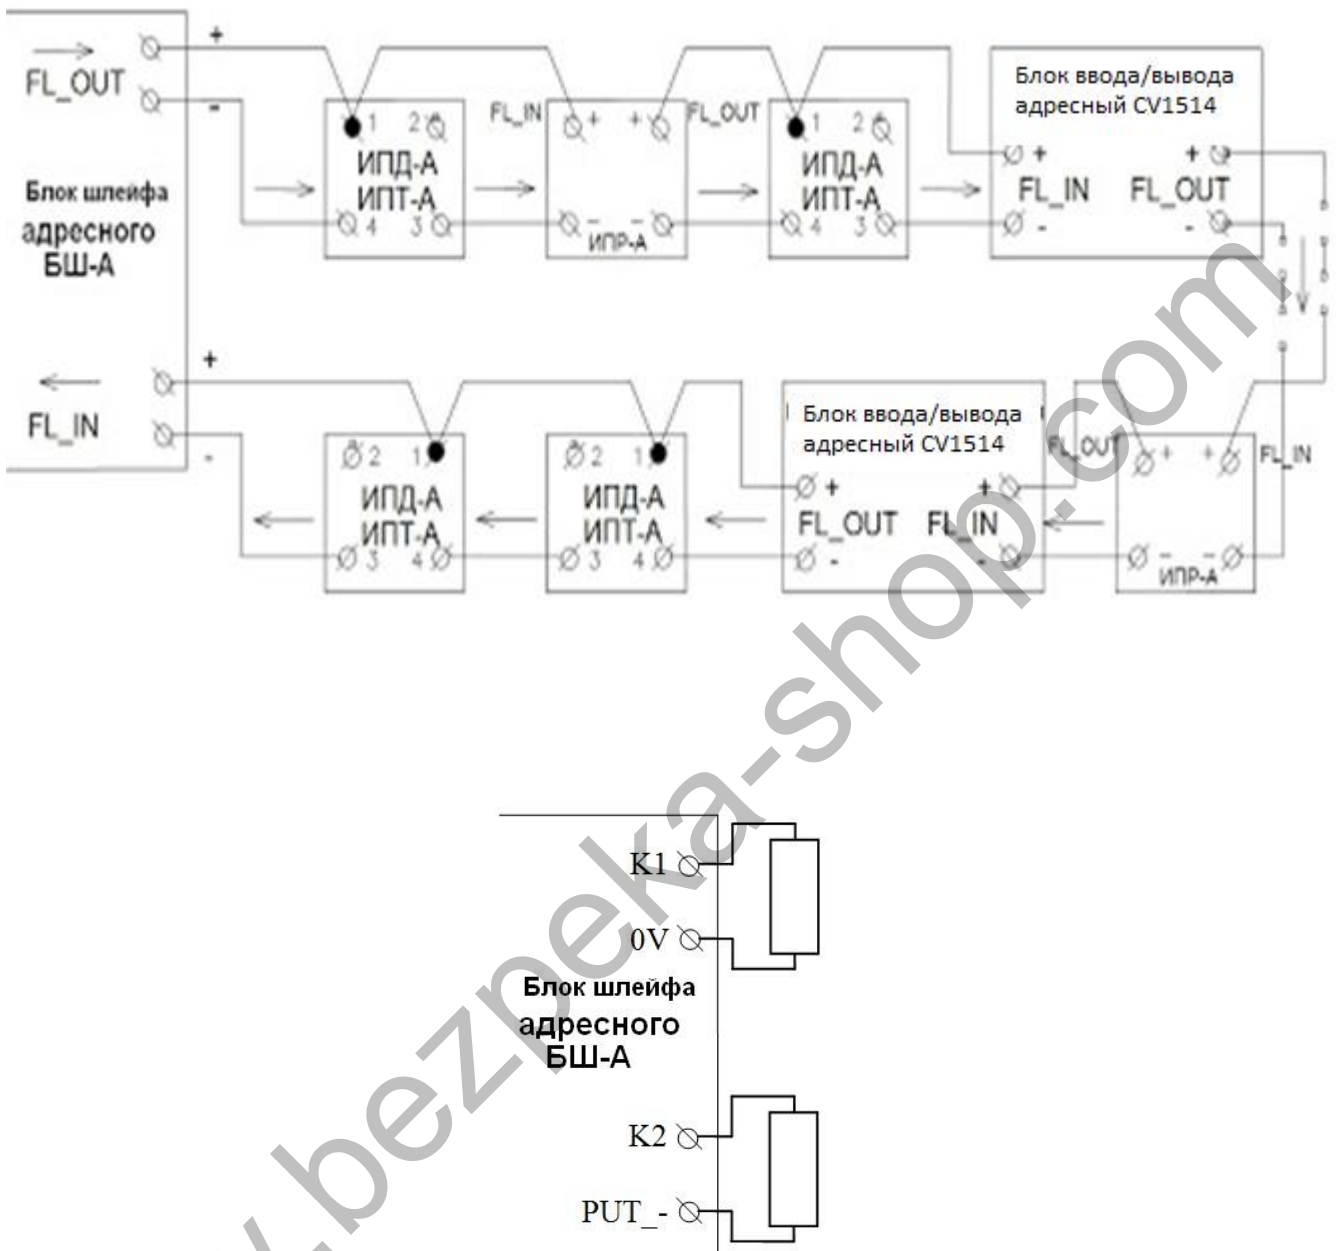 +
FL_OUT
-
Блок шлейфа
адресного
БШ-А
1 2
ИПД-А
ИПТ-А
4 3
FL_IN
+ +
- -
ИПР-А
FL_OUT
1 2
ИПД-А
ИПТ-А
4 3
Блок ввода/вывода
адресный CV1514
+ +
FL_IN FL_OUT
- -
+
FL_IN
-
2 1
ИПД-А
ИПТ-А
3 4
2 1
ИПД-А
ИПТ-А
3 4
Блок ввода/вывода
адресный CV1514
+ +
FL_OUT FL_IN
- -
FL_OUT
+ +
FL_IN
- -
ИПР-А
K1
0V
Блок шлейфа
адресного
БШ-А
K2
PUT_-
.bezpeka-shop.com